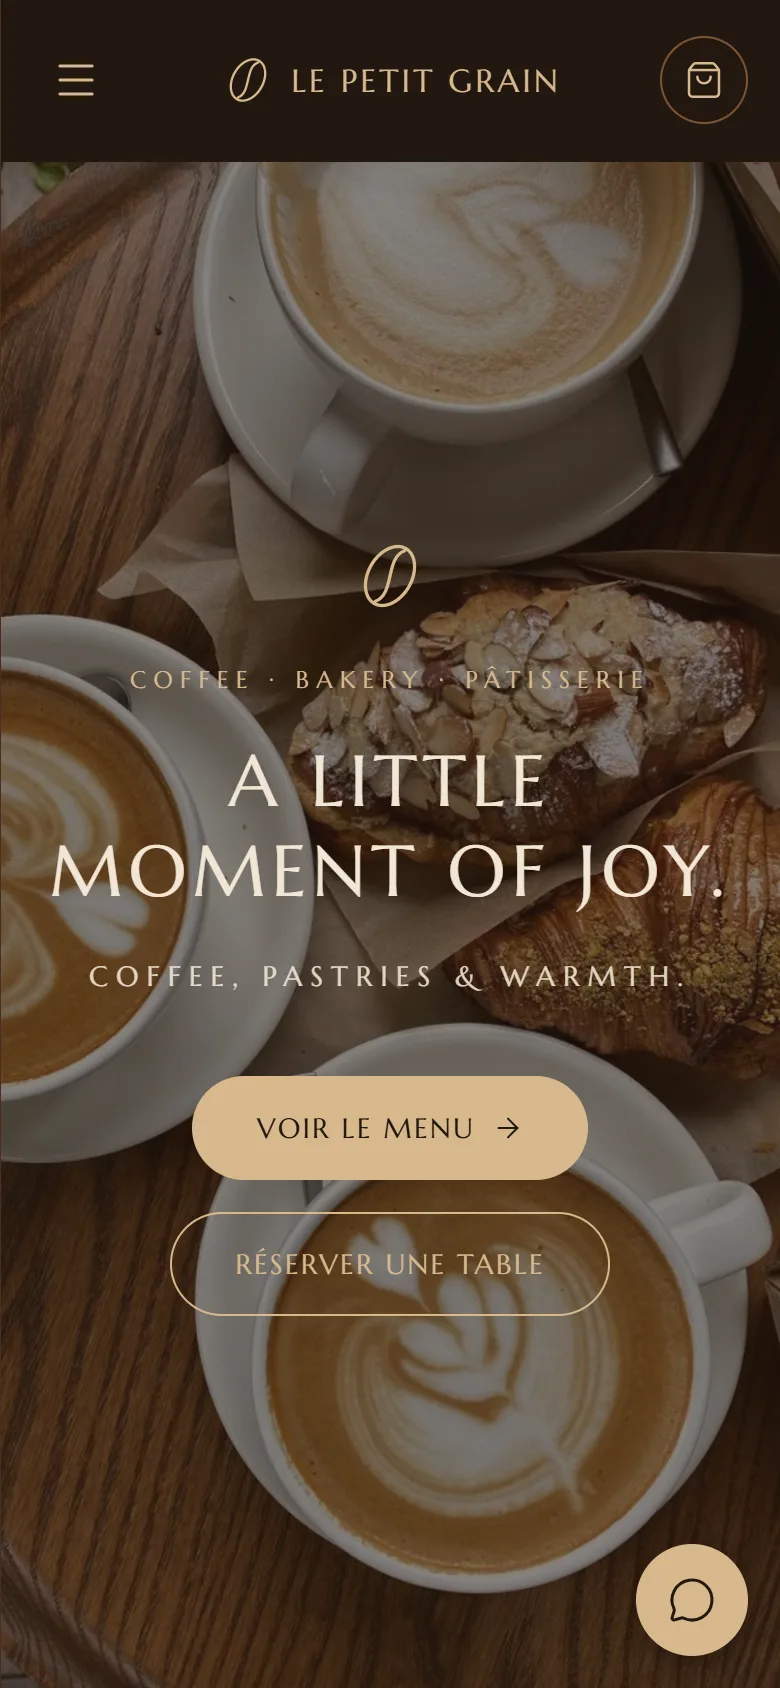 LE PETIT GRAIN
COFFEE · BAKERY · PÂTISSERIE
A LITTLE
MOMENT OF JOY.
COFFEE, PASTRIES & WARMTH.
VOIR LE MENU →
RÉSERVER UNE TABLE